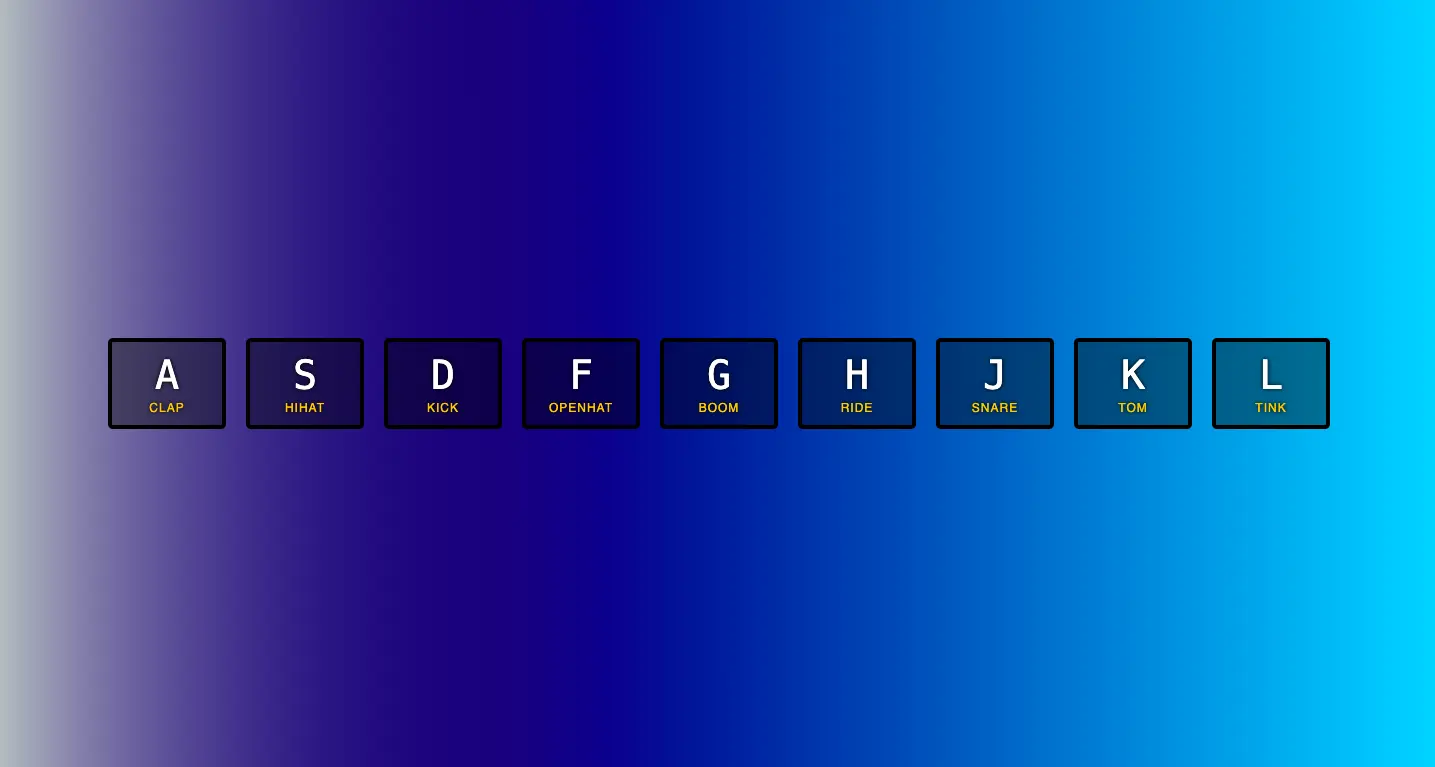 A
CLAP
S
HIHAT
D
KICK
F
OPENHAT
G
BOOM
H
RIDE
J
SNARE
K
TOM
L
TINK